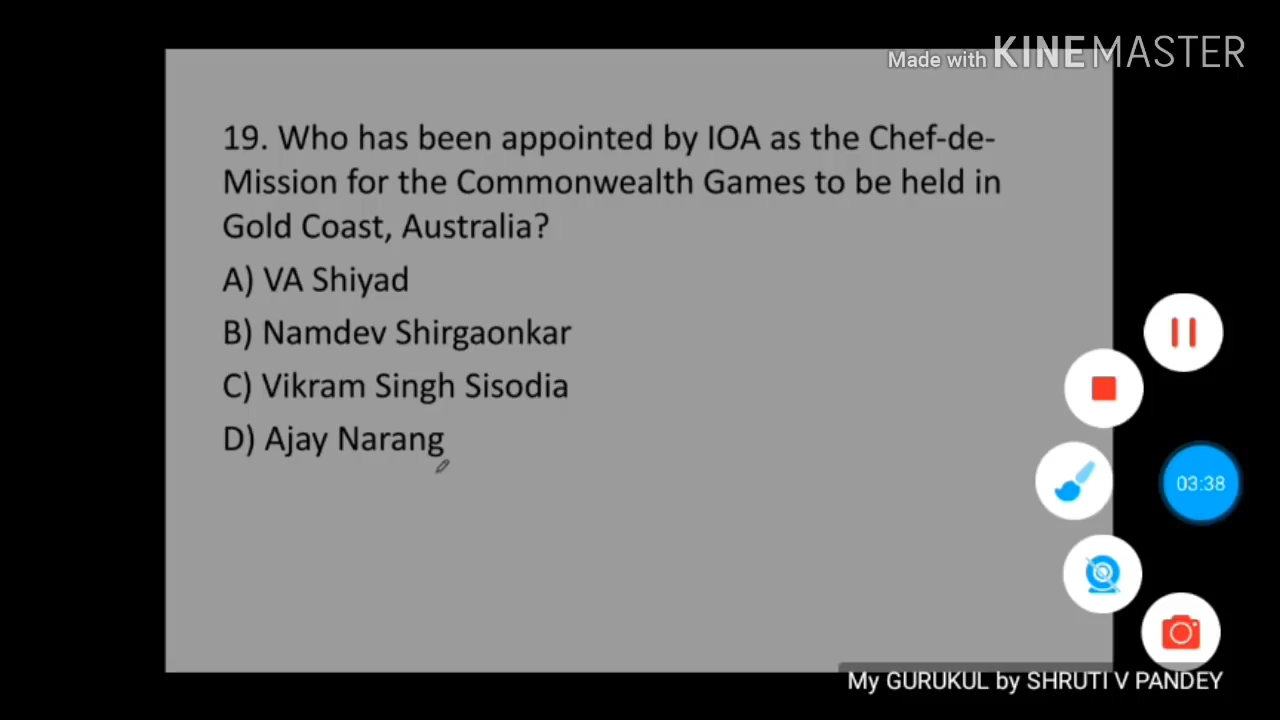 Made with KINEMASTER
19. Who has been appointed by IOA as the Chef-de-
Mission for the Commonwealth Games to be held in
Gold Coast, Australia?
A) VA Shiyad
B) Namdev Shirgaonkar
C) Vikram Singh Sisodia
D) Ajay Narang
03:38
My GURUKUL by SHRUTI V PANDEY